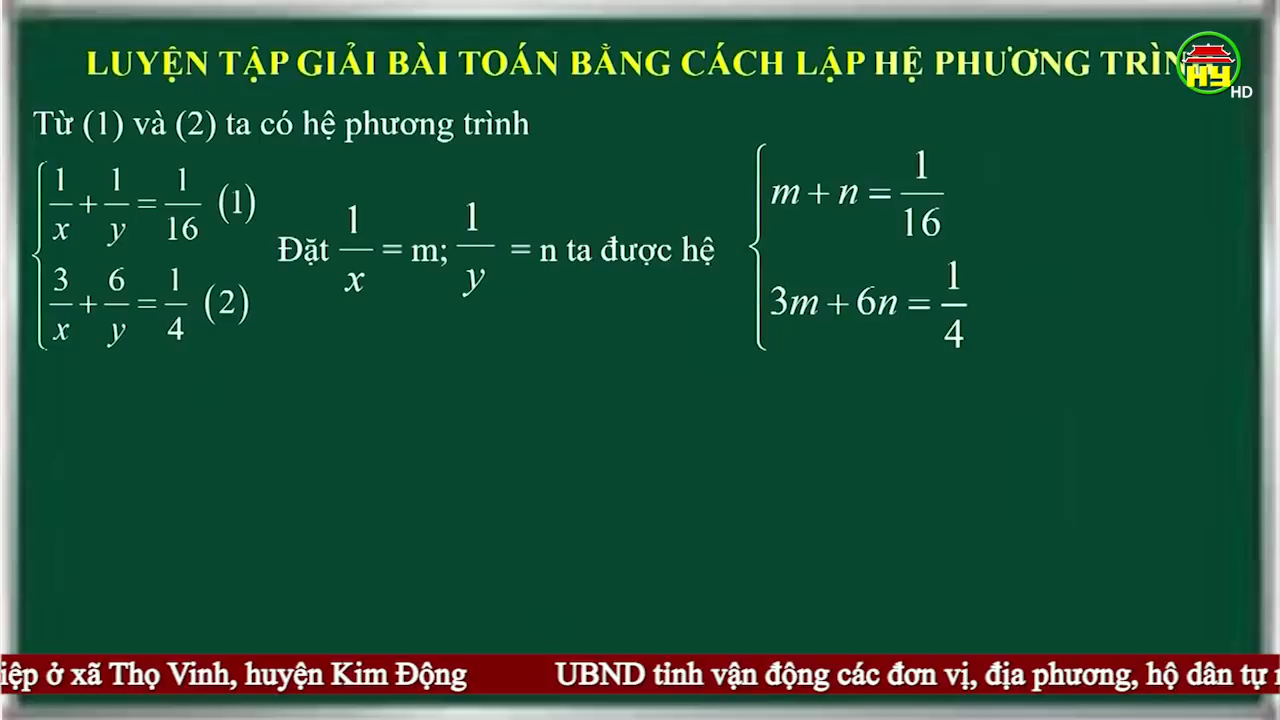 LUYỆN TẬP GIẢI BÀI TOÁN BẰNG CÁCH LẬP HỆ PHƯƠNG TRÌN
HY
HD
Từ (1) và (2) ta có hệ phương trình
1/x + 1/y = 1/16 (1)
3/x + 6/y = 1/4 (2)
Đặt 1/x = m; 1/y = n ta được hệ
m + n = 1/16
3m + 6n = 1/4
iệp ở xã Thọ Vinh, huyện Kim Động UBND tỉnh vận động các đơn vị, địa phương, hộ dân tự